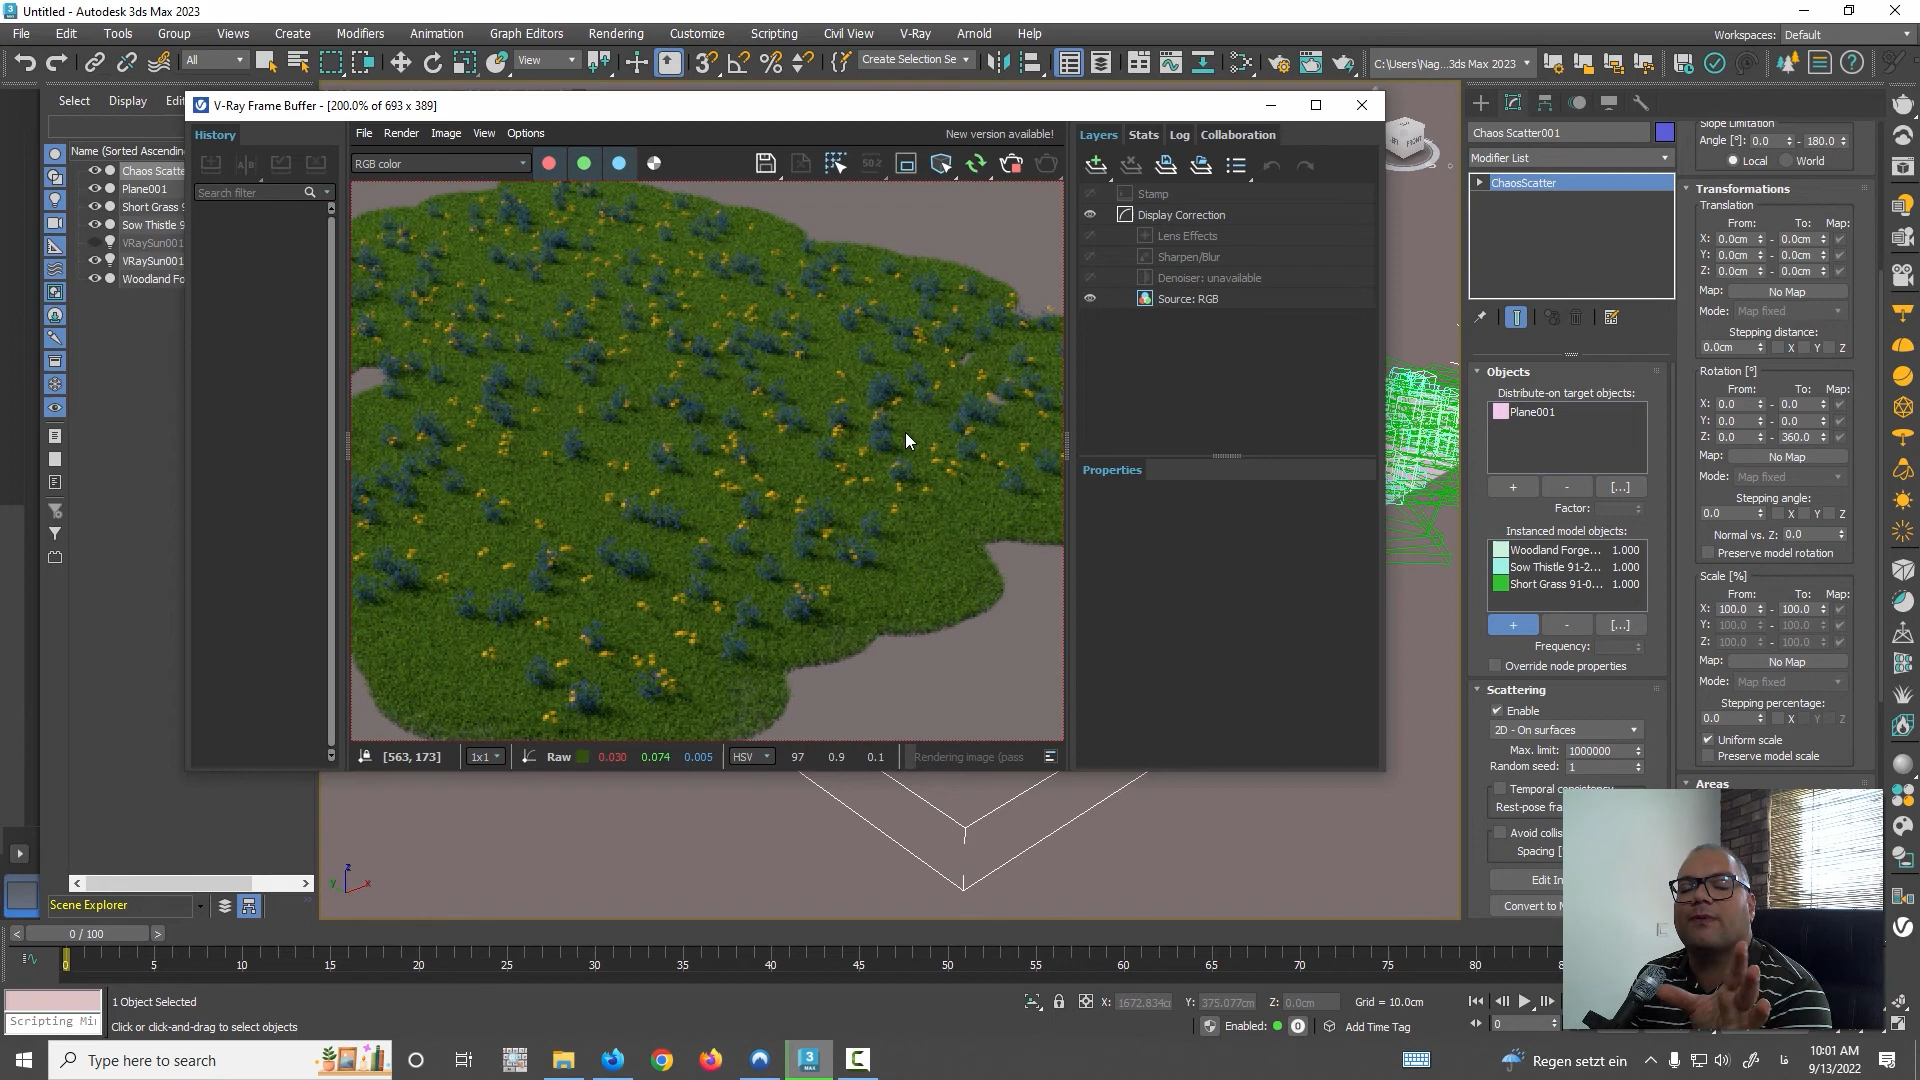 Untitled - Autodesk 3ds Max 2023
File Edit Tools Group Views Create Modifiers Animation Graph Editors Rendering Customize Scripting Civil View V-Ray Arnold Help
Workspaces: Default
All View Create Selection Se C:\Users\Nag...3ds Max 2023
Select Display Edi
Name (Sorted Ascendin
Chaos Scatte
Plane001
Short Grass 9
Sow Thistle 9
VRaySun001
VRaySun001
Woodland Fo
V-Ray Frame Buffer - [200.0% of 693 x 389]
History
Search filter
File Render Image View Options
New version available!
RGB color
Layers Stats Log Collaboration
Stamp
Display Correction
Lens Effects
Sharpen/Blur
Denoiser: unavailable
Source: RGB
Properties
[563, 173] 1x1 Raw 0.030 0.074 0.005 HSV 97 0.9 0.1 Rendering image (pass
FRONT
Chaos Scatter001
Modifier List
ChaosScatter
Objects
Distribute-on target objects:
Plane001
+ - [...]
Factor:
Instanced model objects:
Woodland Forge... 1.000
Sow Thistle 91-2... 1.000
Short Grass 91-0... 1.000
+ - [...]
Frequency:
Override node properties
Scattering
Enable
2D - On surfaces
Max. limit: 1000000
Random seed: 1
Temporal consistency
Rest-pose fra
Avoid collisi
Spacing [
Edit In
Convert to M
Slope Limitation
Angle [°]: 0.0 - 180.0
Local World
Transformations
Translation
From: To: Map:
X: 0.0cm - 0.0cm
Y: 0.0cm - 0.0cm
Z: 0.0cm - 0.0cm
Map: No Map
Mode: Map fixed
Stepping distance:
0.0cm X Y Z
Rotation [°]
From: To: Map:
X: 0.0 - 0.0
Y: 0.0 - 0.0
Z: 0.0 - 360.0
Map: No Map
Mode: Map fixed
Stepping angle:
0.0 X Y Z
Normal vs. Z: 0.0
Preserve model rotation
Scale [%]
From: To: Map:
X: 100.0 - 100.0
Y: 100.0 - 100.0
Z: 100.0 - 100.0
Map: No Map
Mode: Map fixed
Stepping percentage:
0.0 X Y Z
Uniform scale
Preserve model scale
Areas
z
y x
Scene Explorer
< 0 / 100 >
0 5 10 15 20 25 30 35 40 45 50 55 60 65 70 75 8
1 Object Selected
X: 1672.834c Y: 375.077cm Z: 0.0cm Grid = 10.0cm
Scripting Mi
Click or click-and-drag to select objects
Enabled: 0 Add Time Tag
0
Type here to search
3
MAX
C
Regen setzt ein
فا
10:01 AM
9/13/2022